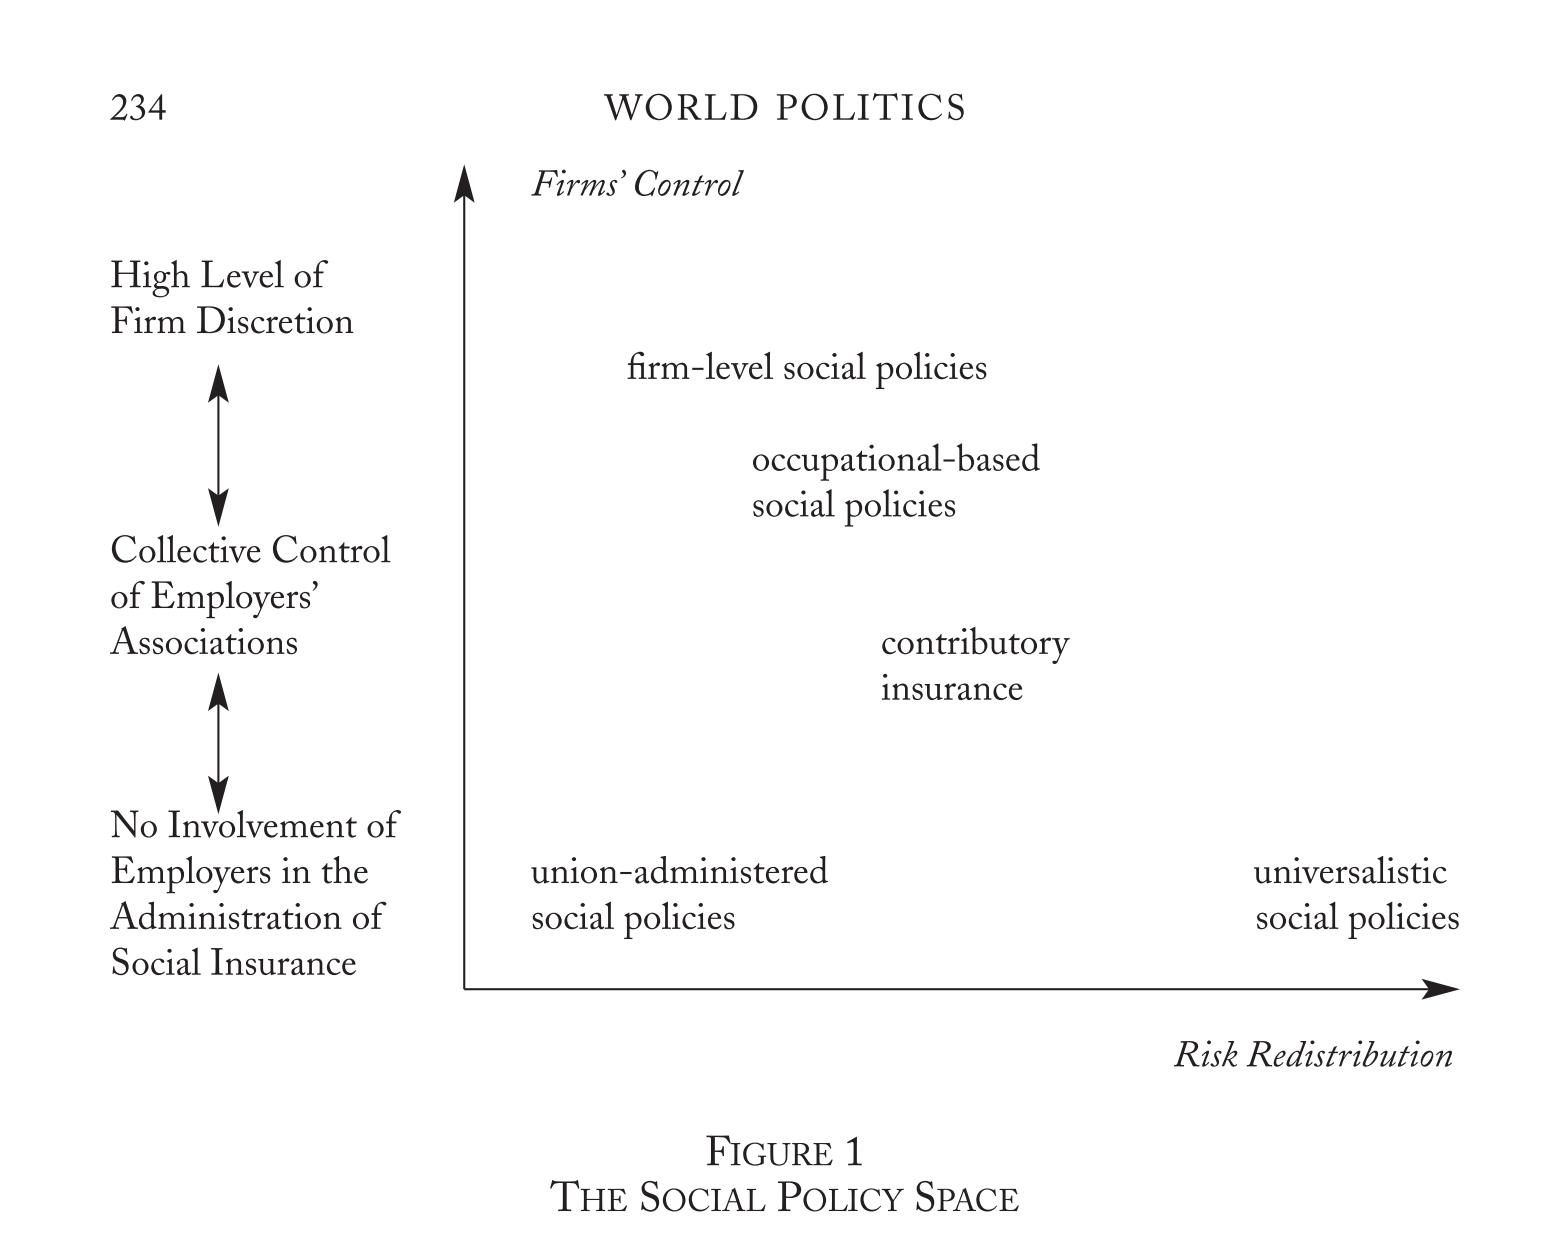 234
WORLD POLITICS
Firms’ Control
High Level of
Firm Discretion
firm-level social policies
occupational-based
social policies
Collective Control
of Employers’
Associations
contributory
insurance
No Involvement of
Employers in the
Administration of
Social Insurance
union-administered
social policies
universalistic
social policies
Risk Redistribution
FIGURE 1
THE SOCIAL POLICY SPACE